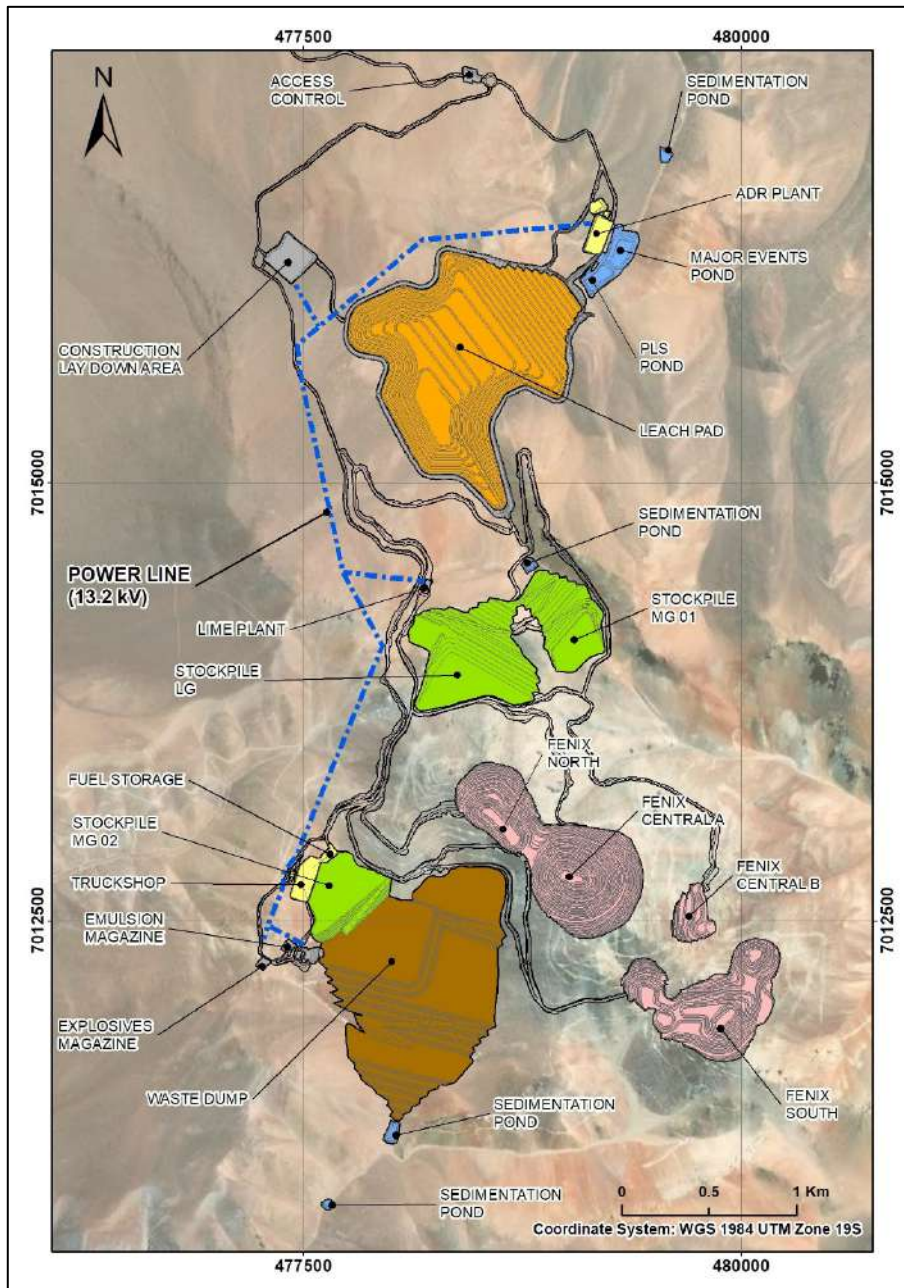 477500
480000
N
ACCESS
CONTROL
SEDIMENTATION
POND
ADR PLANT
MAJOR EVENTS
POND
CONSTRUCTION
LAY DOWN AREA
PLS
POND
LEACH PAD
7015000
7015000
SEDIMENTATION
POND
POWER LINE
(13.2 kV)
LIME PLANT
STOCKPILE
MG 01
STOCKPILE
LG
FENIX
NORTH
FUEL STORAGE
FENIX
CENTRAL A
STOCKPILE
MG 02
FENIX
CENTRAL B
TRUCKSHOP
EMULSION
MAGAZINE
7012500
7012500
EXPLOSIVES
MAGAZINE
WASTE DUMP
FENIX
SOUTH
SEDIMENTATION
POND
SEDIMENTATION
POND
0 0.5 1 Km
Coordinate System: WGS 1984 UTM Zone 19S
477500
480000